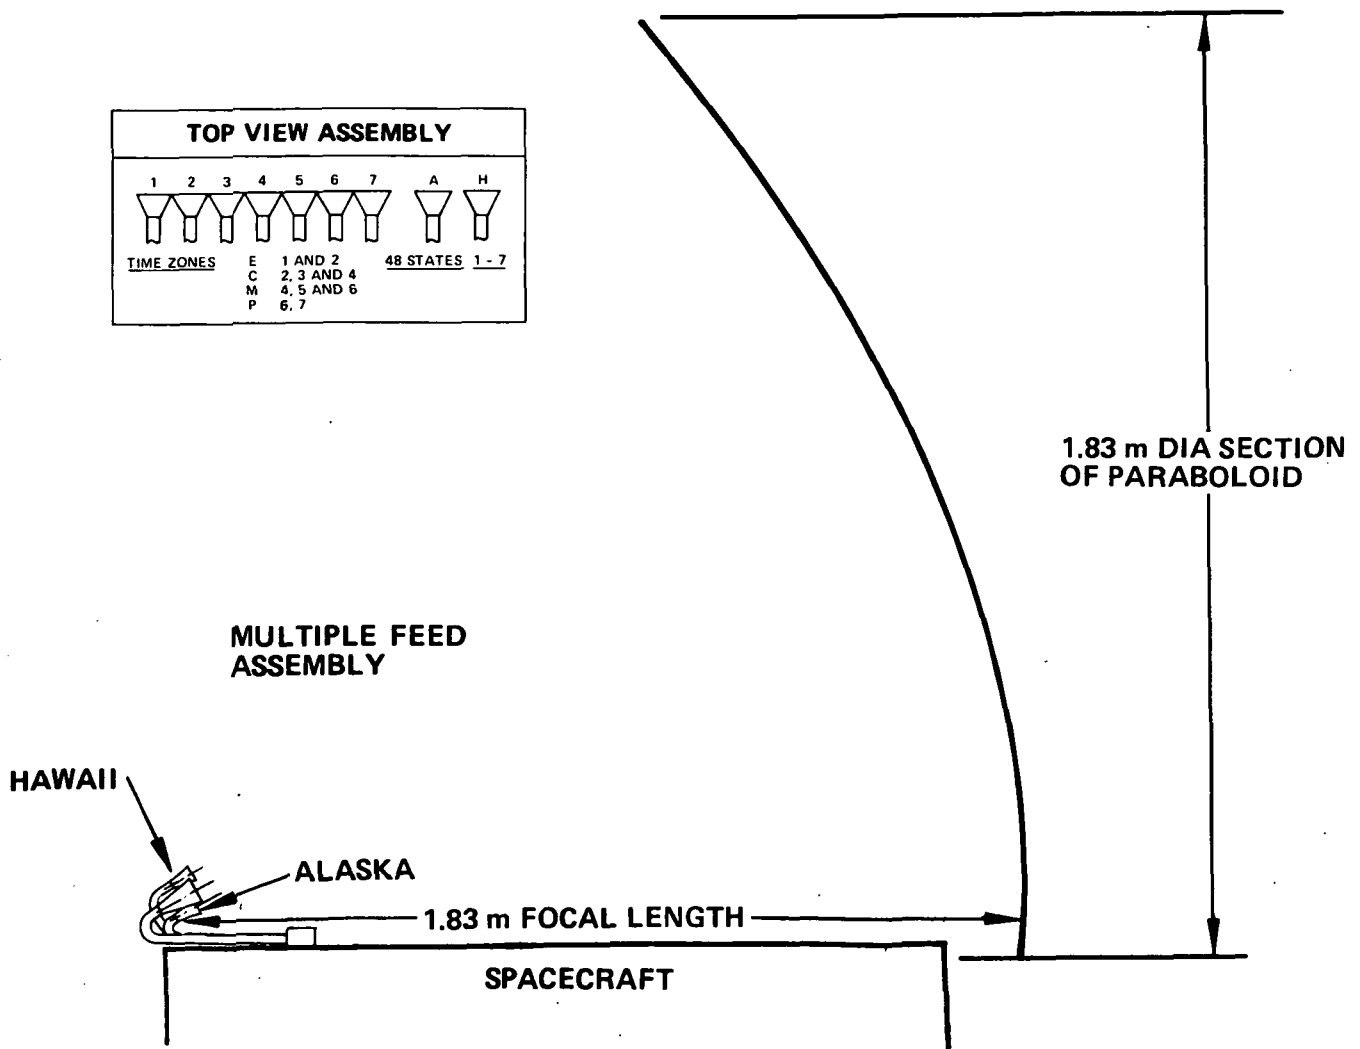 TOP VIEW ASSEMBLY
1 2 3 4 5 6 7 A H
TIME ZONES E 1 AND 2 48 STATES 1 - 7
C 2, 3 AND 4
M 4, 5 AND 6
P 6, 7
1.83 m DIA SECTION
OF PARABOLOID
MULTIPLE FEED
ASSEMBLY
HAWAII
ALASKA
1.83 m FOCAL LENGTH
SPACECRAFT